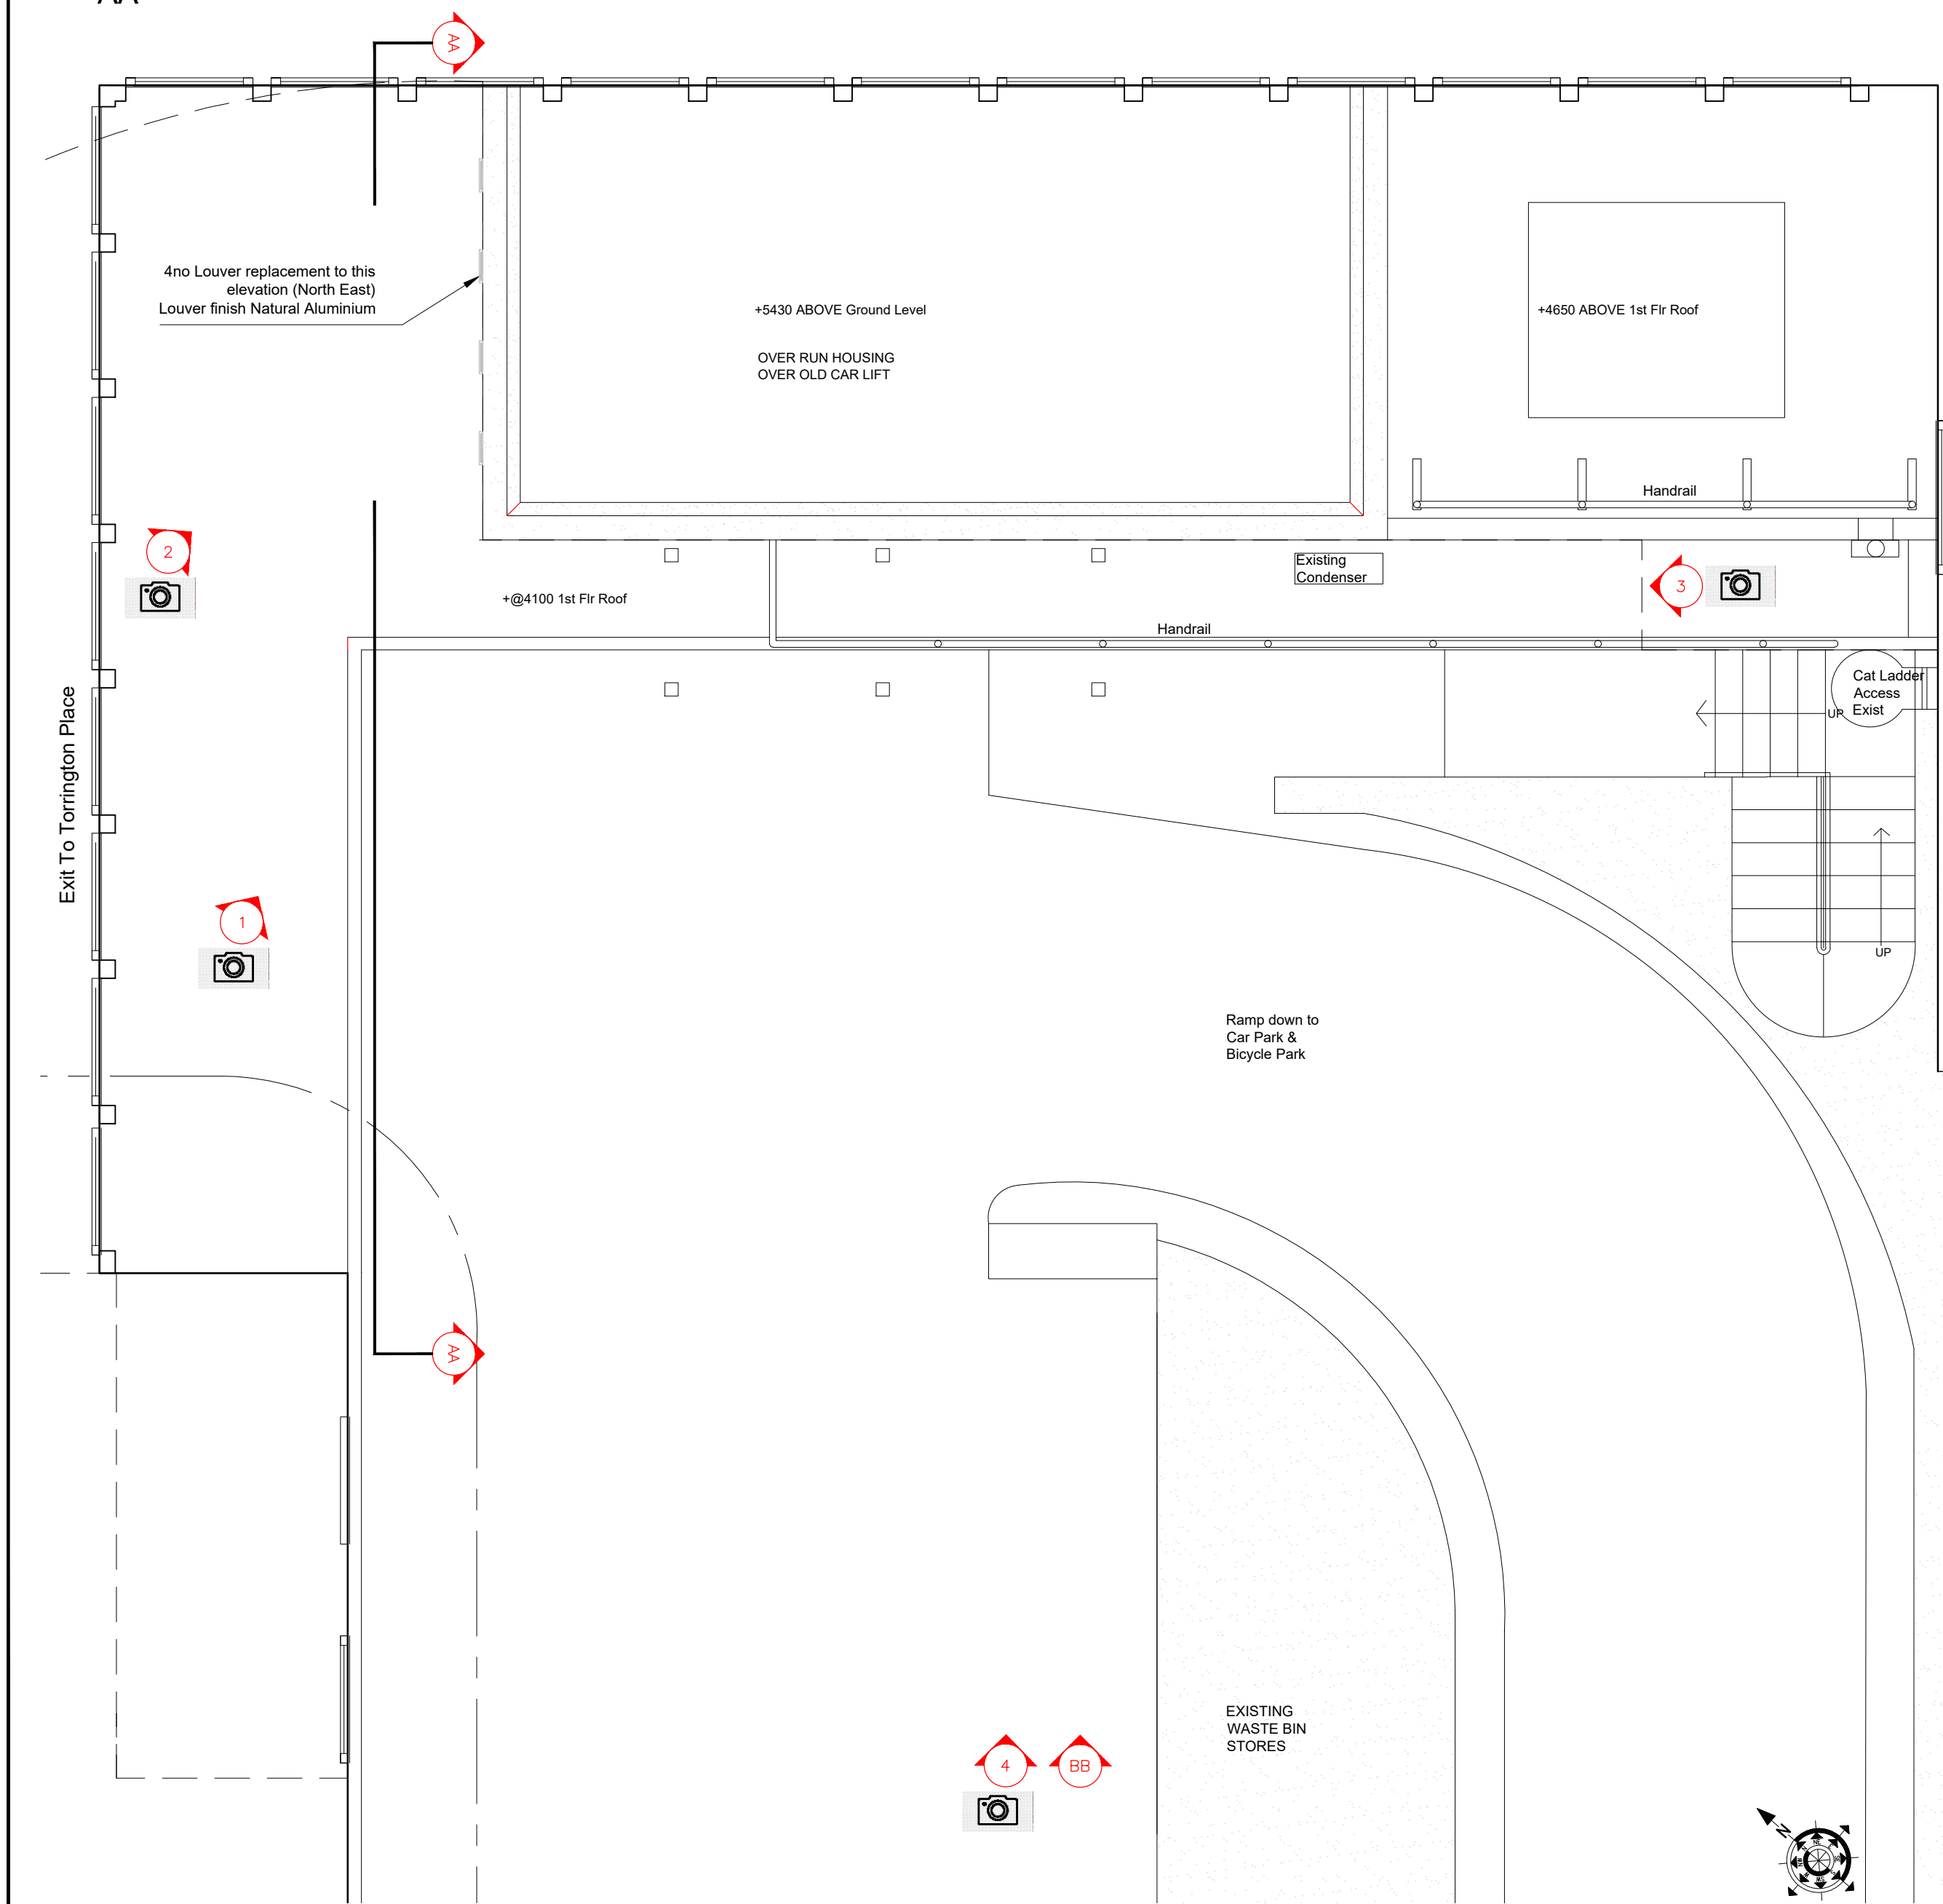 AA
4no Louver replacement to this
elevation (North East)
Louver finish Natural Aluminium
+5430 ABOVE Ground Level
OVER RUN HOUSING
OVER OLD CAR LIFT
+4650 ABOVE 1st Flr Roof
Handrail
2
Existing
Condenser
3
+@4100 1st Flr Roof
Handrail
Cat Ladder
Access
Exist
UP
Exit To Torrington Place
1
UP
Ramp down to
Car Park &
Bicycle Park
AA
EXISTING
WASTE BIN
STORES
4
BB
N
NE